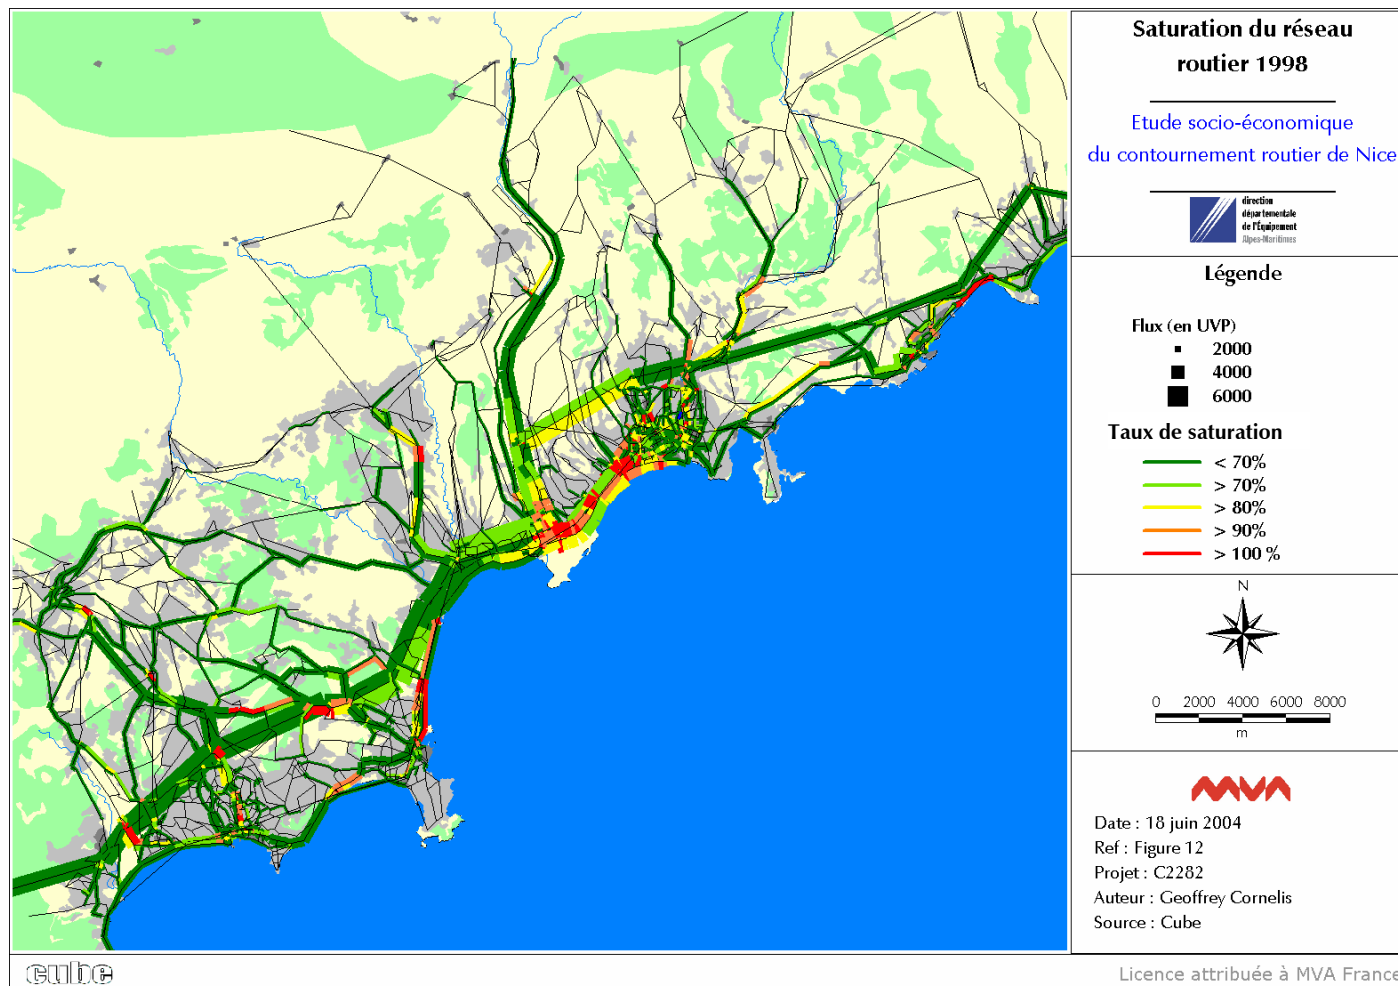 Saturation du réseau
routier 1998
Etude socio-économique
du contournement routier de Nice
direction
départementale
de l'Equipement
Alpes-Maritimes
Légende
Flux (en UVP)
2000
4000
6000
Taux de saturation
< 70%
> 70%
> 80%
> 90%
> 100 %
N
0 2000 4000 6000 8000
m
MVA
Date : 18 juin 2004
Ref : Figure 12
Projet : C2282
Auteur : Geoffrey Cornelis
Source : Cube
cube
Licence attribuée à MVA France